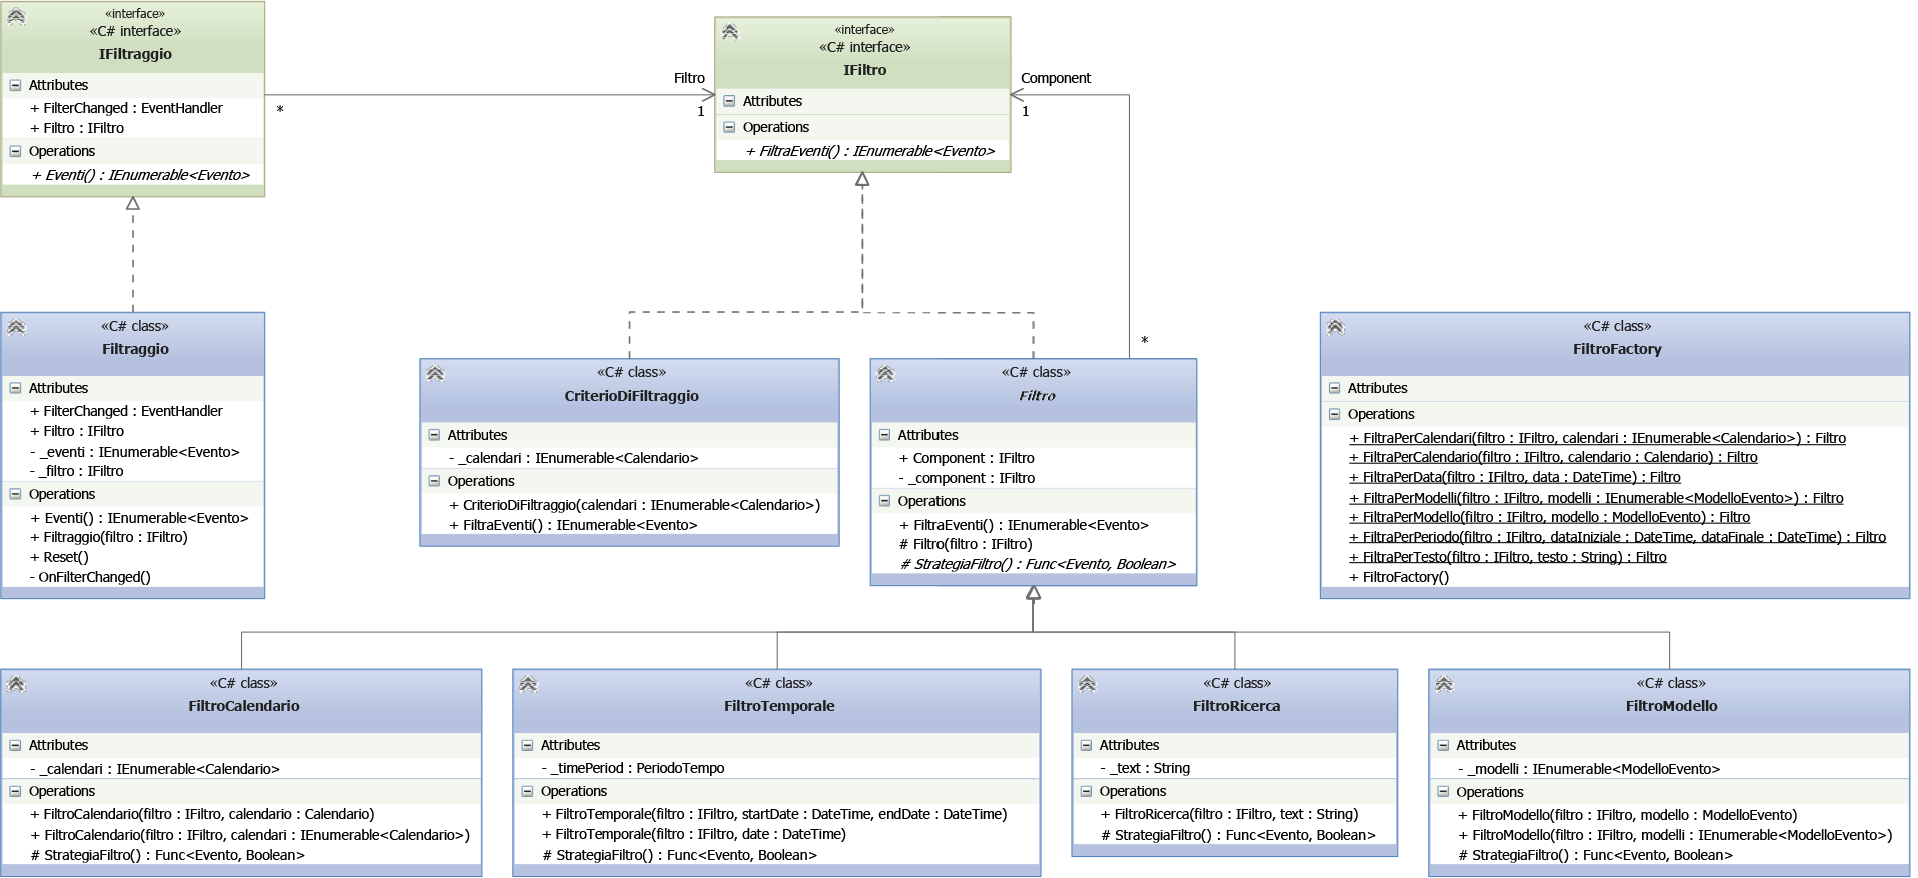 «interface»
«C# interface»
IFiltraggio
Attributes
+ FilterChanged : EventHandler
+ Filtro : IFiltro
Operations
+ Eventi() : IEnumerable<Evento>
Filtro
*
1
«interface»
«C# interface»
IFiltro
Attributes
Operations
+ FiltraEventi() : IEnumerable<Evento>
Component
1
*
«C# class»
Filtraggio
Attributes
+ FilterChanged : EventHandler
+ Filtro : IFiltro
- _eventi : IEnumerable<Evento>
- _filtro : IFiltro
Operations
+ Eventi() : IEnumerable<Evento>
+ Filtraggio(filtro : IFiltro)
+ Reset()
- OnFilterChanged()
«C# class»
CriterioDiFiltraggio
Attributes
- _calendari : IEnumerable<Calendario>
Operations
+ CriterioDiFiltraggio(calendari : IEnumerable<Calendario>)
+ FiltraEventi() : IEnumerable<Evento>
«C# class»
Filtro
Attributes
+ Component : IFiltro
- _component : IFiltro
Operations
+ FiltraEventi() : IEnumerable<Evento>
# Filtro(filtro : IFiltro)
# StrategiaFiltro() : Func<Evento, Boolean>
«C# class»
FiltroFactory
Attributes
Operations
+ FiltraPerCalendari(filtro : IFiltro, calendari : IEnumerable<Calendario>) : Filtro
+ FiltraPerCalendario(filtro : IFiltro, calendario : Calendario) : Filtro
+ FiltraPerData(filtro : IFiltro, data : DateTime) : Filtro
+ FiltraPerModelli(filtro : IFiltro, modelli : IEnumerable<ModelloEvento>) : Filtro
+ FiltraPerModello(filtro : IFiltro, modello : ModelloEvento) : Filtro
+ FiltraPerPeriodo(filtro : IFiltro, dataIniziale : DateTime, dataFinale : DateTime) : Filtro
+ FiltraPerTesto(filtro : IFiltro, testo : String) : Filtro
+ FiltroFactory()
«C# class»
FiltroCalendario
Attributes
- _calendari : IEnumerable<Calendario>
Operations
+ FiltroCalendario(filtro : IFiltro, calendario : Calendario)
+ FiltroCalendario(filtro : IFiltro, calendari : IEnumerable<Calendario>)
# StrategiaFiltro() : Func<Evento, Boolean>
«C# class»
FiltroTemporale
Attributes
- _timePeriod : PeriodoTempo
Operations
+ FiltroTemporale(filtro : IFiltro, startDate : DateTime, endDate : DateTime)
+ FiltroTemporale(filtro : IFiltro, date : DateTime)
# StrategiaFiltro() : Func<Evento, Boolean>
«C# class»
FiltroRicerca
Attributes
- _text : String
Operations
+ FiltroRicerca(filtro : IFiltro, text : String)
# StrategiaFiltro() : Func<Evento, Boolean>
«C# class»
FiltroModello
Attributes
- _modelli : IEnumerable<ModelloEvento>
Operations
+ FiltroModello(filtro : IFiltro, modello : ModelloEvento)
+ FiltroModello(filtro : IFiltro, modelli : IEnumerable<ModelloEvento>)
# StrategiaFiltro() : Func<Evento, Boolean>